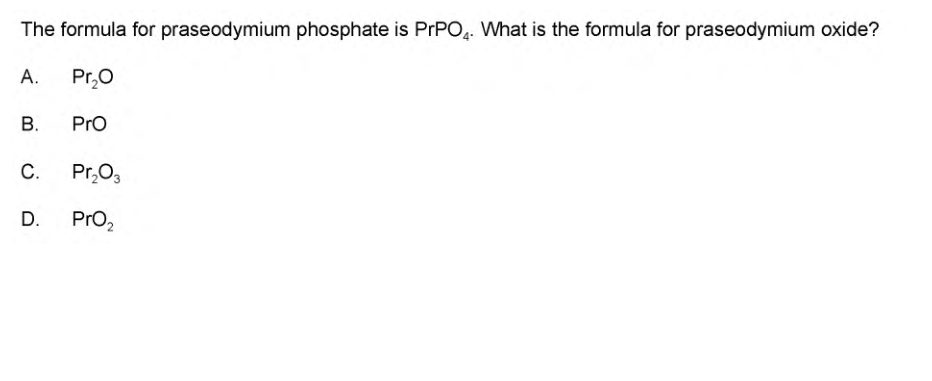 The formula for praseodymium phosphate is PrPO₄. What is the formula for praseodymium oxide?
A. Pr₂O
B. PrO
C. Pr₂O₃
D. PrO₂